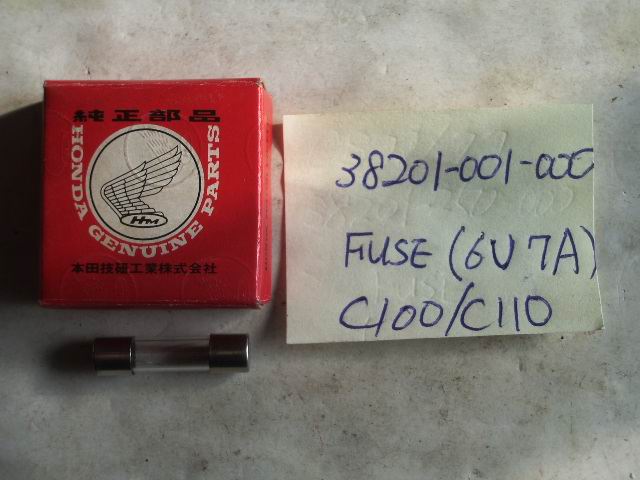 純正部品
HONDA GENUINE PARTS
HM
本田技研工業株式会社
38201-001-000
FUSE (6V 7A)
C100/C110